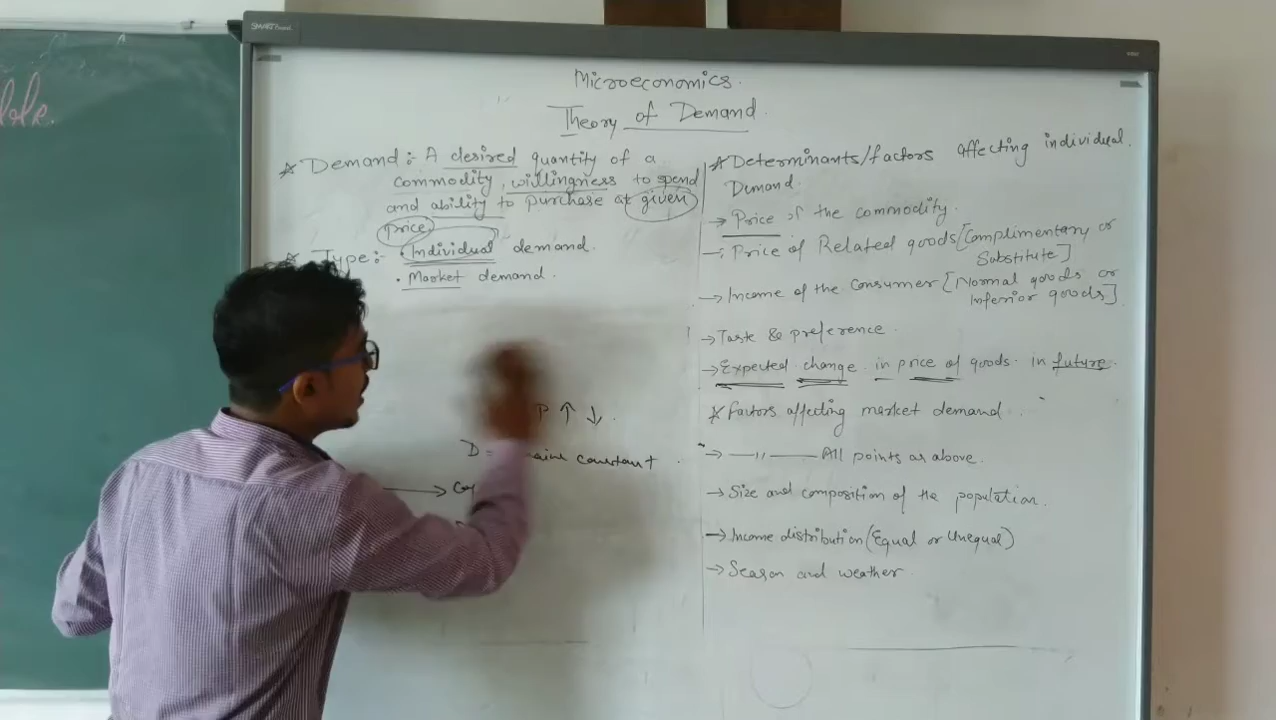 SMART Board
Microeconomics.
Theory of Demand
☆ Demand :- A desired quantity of a
commodity, willingness to spend
and ability to purchase at given
price
☆ Type:- • Individual demand.
• Market demand.
P ↑ ↓.
D = constant
→
☆ Determinants/factors affecting individual
Demand.
→ Price of the commodity.
→ Price of Related goods [Complimentary or
Substitute]
→ Income of the Consumer [Normal goods or
Inferior goods]
→ Taste & preference
→ Expected change in price of goods in future.
☆ Factors affecting market demand
→ —〃— All points as above.
→ Size and composition of the population.
→ Income distribution (Equal or Unequal)
→ Season and weather